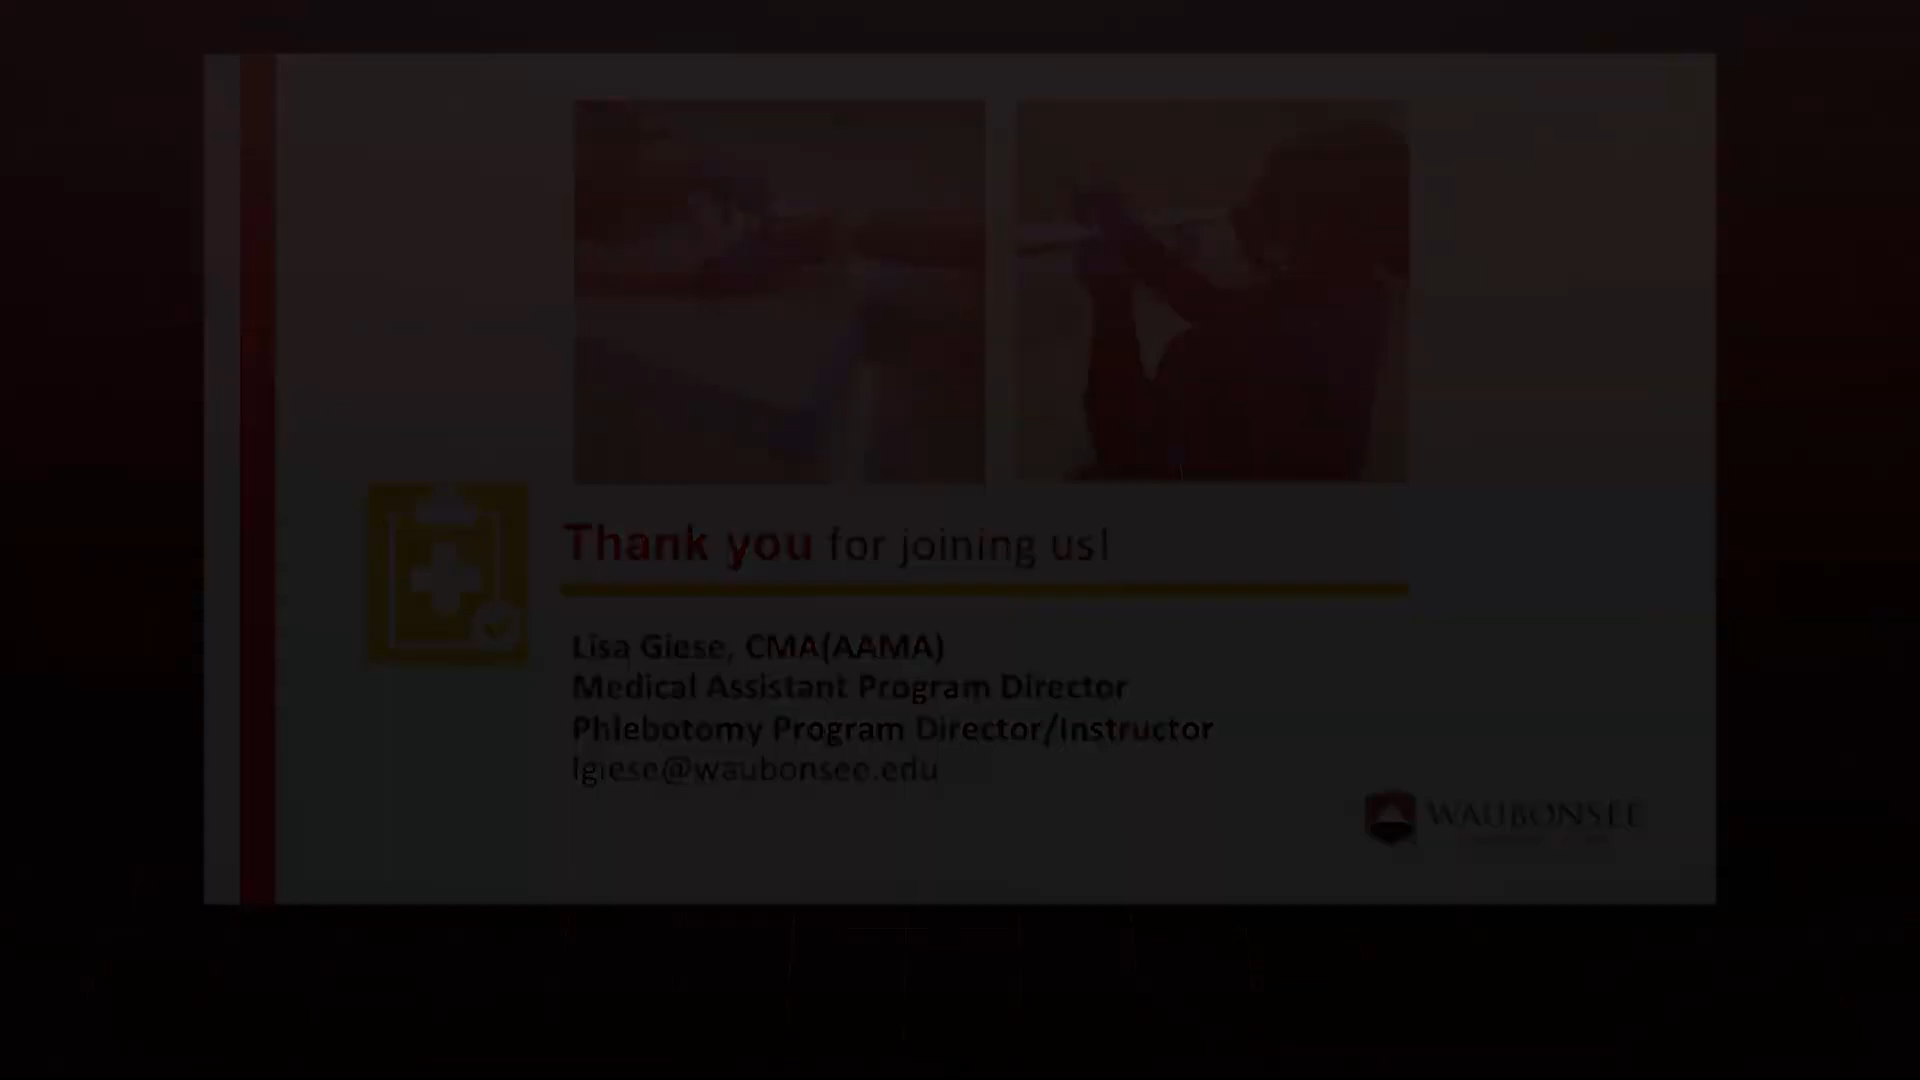 Thank you for joining us!
Lisa Giese, CMA(AAMA)
Medical Assistant Program Director
Phlebotomy Program Director/Instructor
lgiese@waubonsee.edu
WAUBONSEE